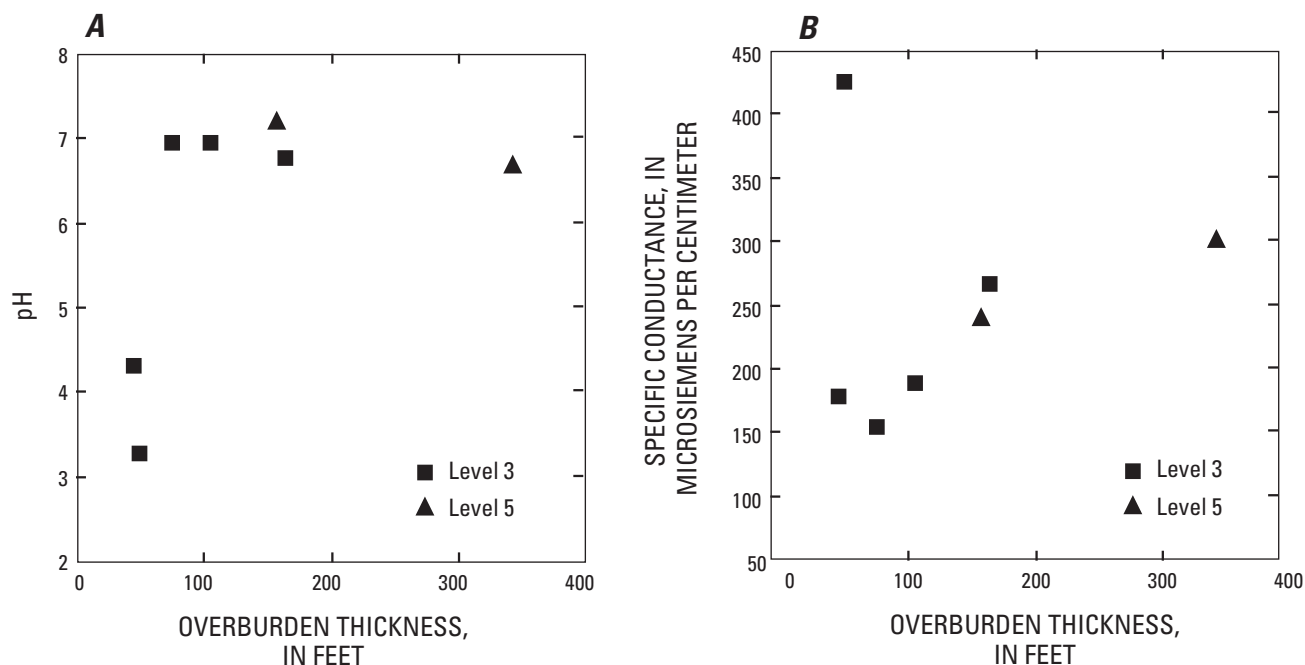 A
8
7
6
5
4
3
2
pH
0 100 200 300 400
OVERBURDEN THICKNESS,
IN FEET
Level 3
Level 5
B
450
400
350
300
250
200
150
100
50
SPECIFIC CONDUCTANCE, IN
MICROSIEMENS PER CENTIMETER
0 100 200 300 400
OVERBURDEN THICKNESS,
IN FEET
Level 3
Level 5